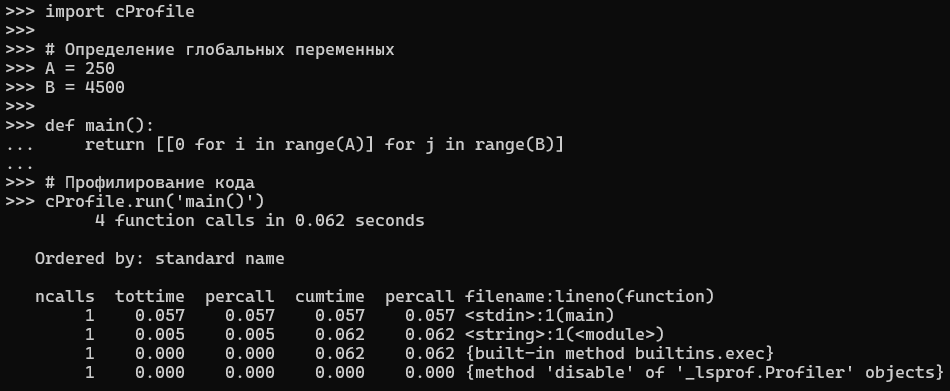 >>> import cProfile
>>>
>>> # Определение глобальных переменных
>>> A = 250
>>> B = 4500
>>>
>>> def main():
...     return [[0 for i in range(A)] for j in range(B)]
...
>>> # Профилирование кода
>>> cProfile.run('main()')
         4 function calls in 0.062 seconds

   Ordered by: standard name

   ncalls  tottime  percall  cumtime  percall filename:lineno(function)
        1    0.057    0.057    0.057    0.057 <stdin>:1(main)
        1    0.005    0.005    0.062    0.062 <string>:1(<module>)
        1    0.000    0.000    0.062    0.062 {built-in method builtins.exec}
        1    0.000    0.000    0.000    0.000 {method 'disable' of '_lsprof.Profiler' objects}